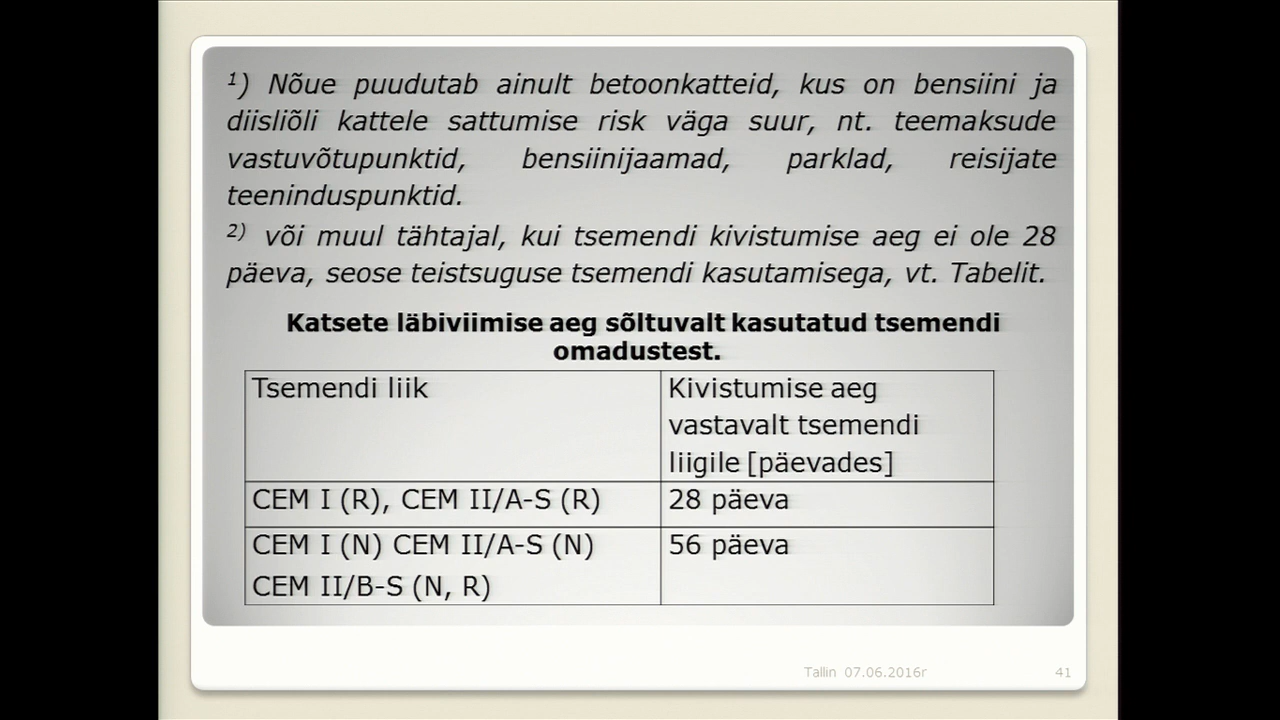 1) Nõue puudutab ainult betoonkatteid, kus on bensiini ja
diisliõli kattele sattumise risk väga suur, nt. teemaksude
vastuvõtupunktid, bensiinijaamad, parklad, reisijate
teeninduspunktid.
2) või muul tähtajal, kui tsemendi kivistumise aeg ei ole 28
päeva, seose teistsuguse tsemendi kasutamisega, vt. Tabelit.
Katsete läbiviimise aeg sõltuvalt kasutatud tsemendi
omadustest.
Tsemendi liik
Kivistumise aeg
vastavalt tsemendi
liigile [päevades]
CEM I (R), CEM II/A-S (R)
28 päeva
CEM I (N) CEM II/A-S (N)
CEM II/B-S (N, R)
56 päeva
Tallin 07.06.2016r
41